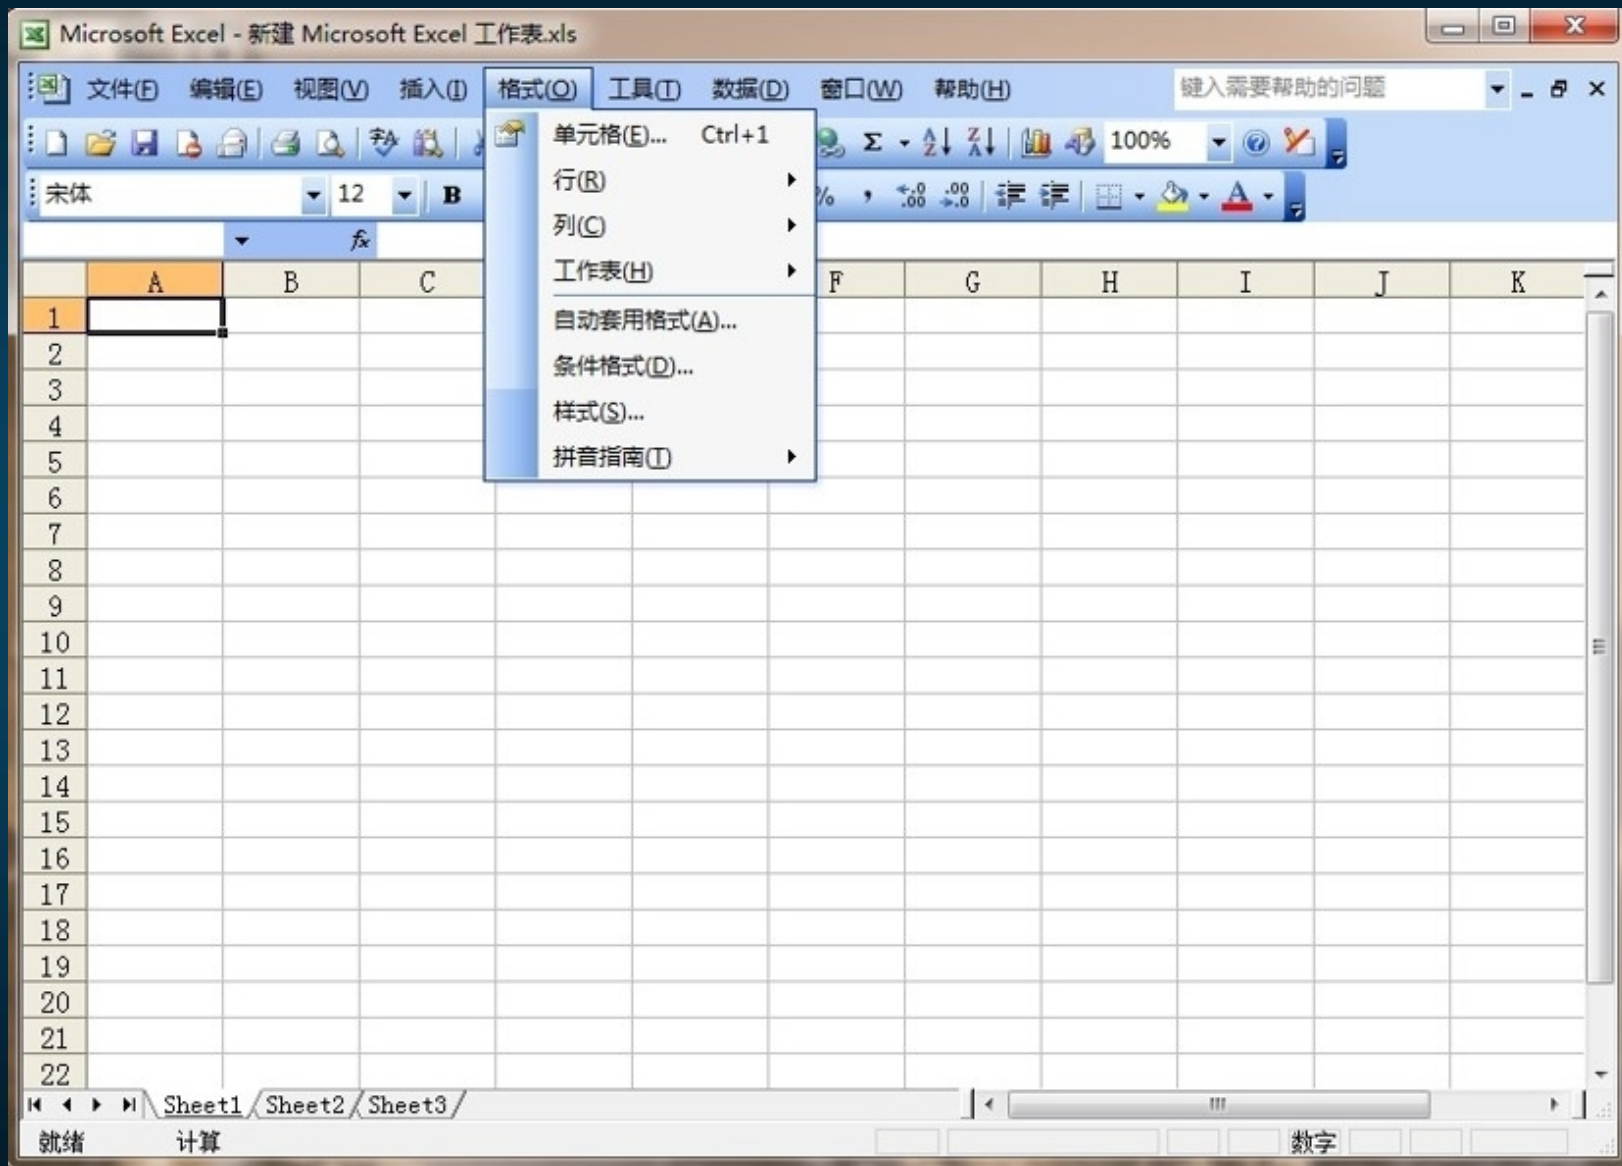 Microsoft Excel - 新建 Microsoft Excel 工作表.xls
文件(F) 编辑(E) 视图(V) 插入(I) 格式(O) 工具(T) 数据(D) 窗口(W) 帮助(H) 键入需要帮助的问题
100%
宋体 12 B % , A
fx
单元格(E)... Ctrl+1
行(R)
列(C)
工作表(H)
自动套用格式(A)...
条件格式(D)...
样式(S)...
拼音指南(T)
A B C F G H I J K
1
2
3
4
5
6
7
8
9
10
11
12
13
14
15
16
17
18
19
20
21
22
Sheet1 Sheet2 Sheet3
就绪 计算 数字